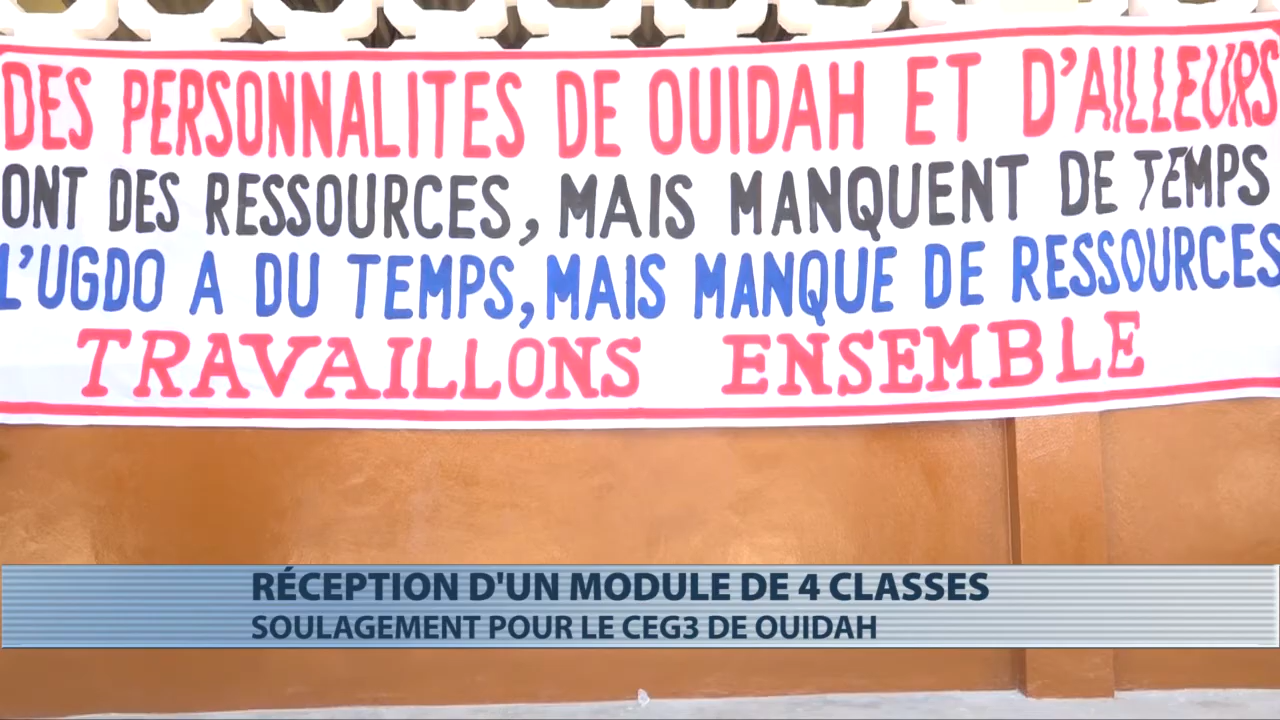 DES PERSONNALITES DE OUIDAH ET D'AILLEURS
ONT DES RESSOURCES, MAIS MANQUENT DE TEMPS
L'UGDO A DU TEMPS, MAIS MANQUE DE RESSOURCES
TRAVAILLONS ENSEMBLE
RÉCEPTION D'UN MODULE DE 4 CLASSES
SOULAGEMENT POUR LE CEG3 DE OUIDAH